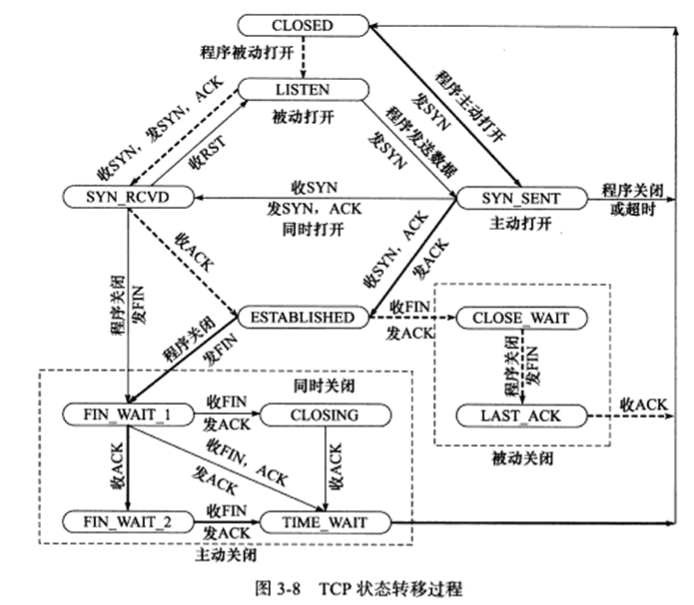 CLOSED
程序被动打开
LISTEN
被动打开
程序主动打开
发SYN
收SYN，发SYN，ACK
收RST
程序发送数据
发SYN
SYN_RCVD
收SYN
发SYN，ACK
同时打开
SYN_SENT
主动打开
程序关闭
或超时
收ACK
收SYN，ACK
发ACK
程序关闭
发FIN
ESTABLISHED
收FIN
发ACK
CLOSE_WAIT
程序关闭
发FIN
LAST_ACK
收ACK
被动关闭
程序关闭
发FIN
同时关闭
FIN_WAIT_1
收FIN
发ACK
CLOSING
收ACK
收FIN，ACK
发ACK
收ACK
FIN_WAIT_2
收FIN
发ACK
TIME_WAIT
主动关闭
图 3-8 TCP 状态转移过程